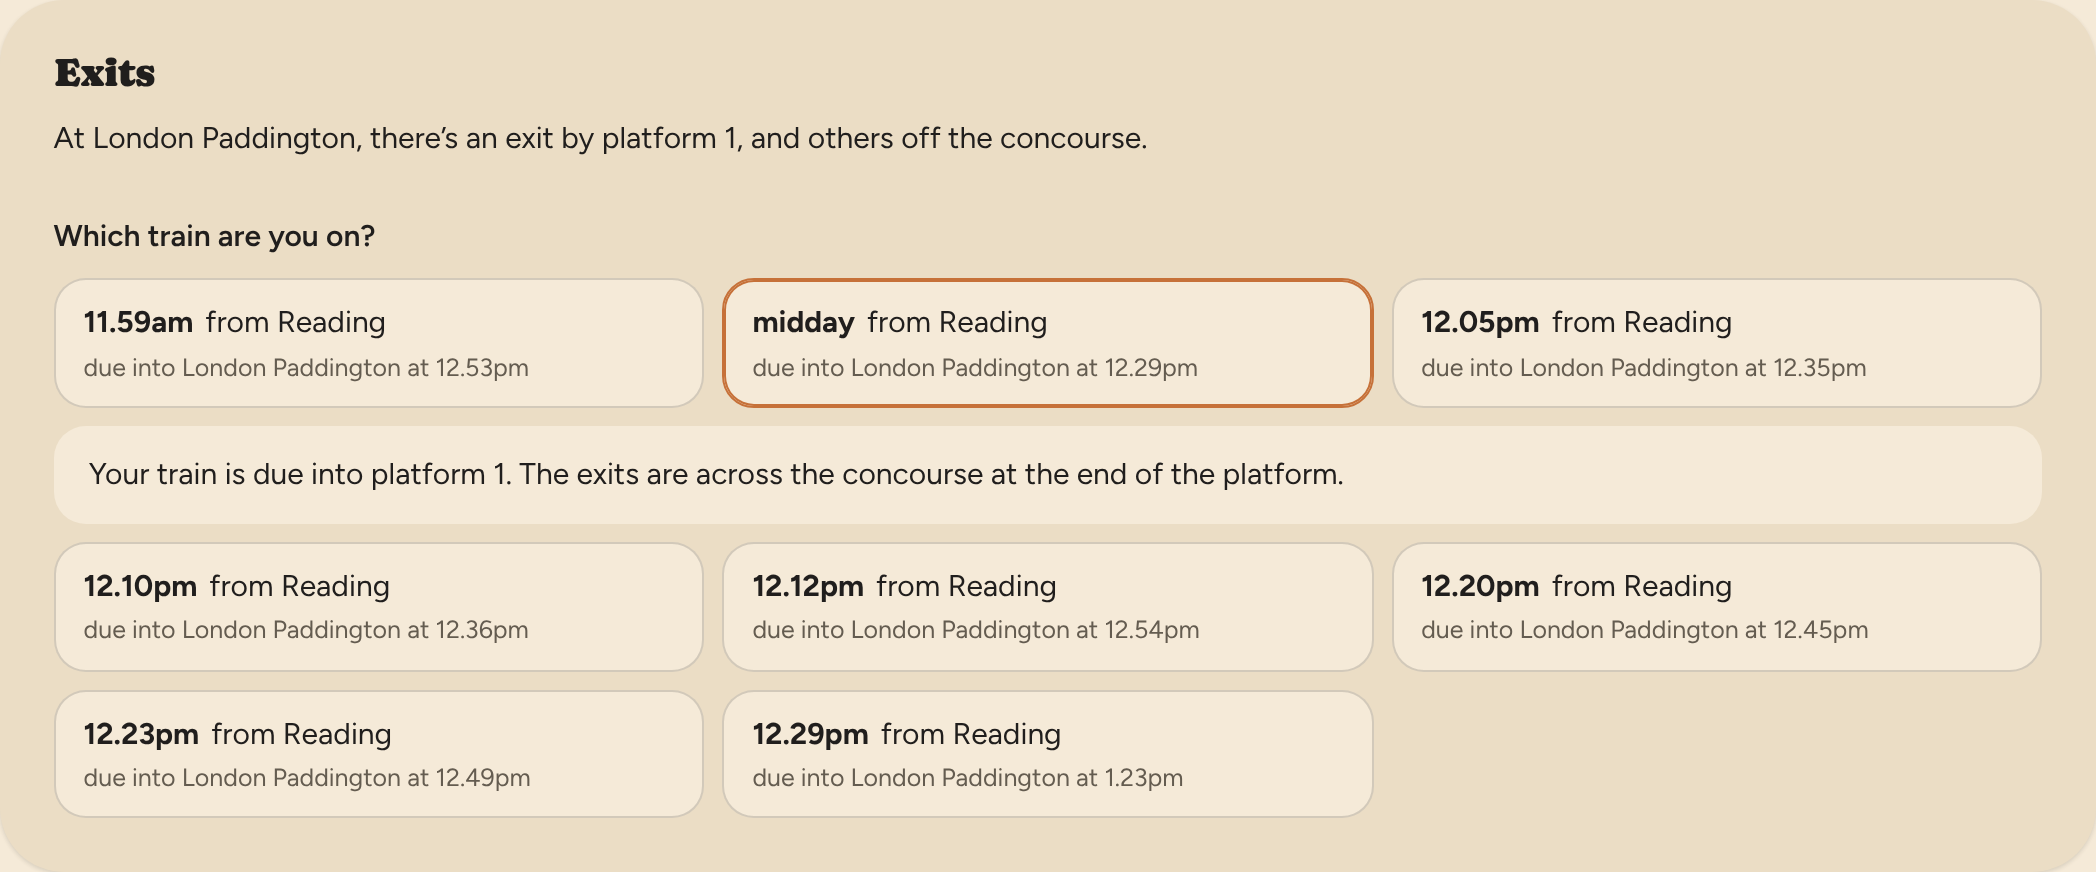 Exits
At London Paddington, there’s an exit by platform 1, and others off the concourse.
Which train are you on?
11.59am from Reading
due into London Paddington at 12.53pm
midday from Reading
due into London Paddington at 12.29pm
12.05pm from Reading
due into London Paddington at 12.35pm
Your train is due into platform 1. The exits are across the concourse at the end of the platform.
12.10pm from Reading
due into London Paddington at 12.36pm
12.12pm from Reading
due into London Paddington at 12.54pm
12.20pm from Reading
due into London Paddington at 12.45pm
12.23pm from Reading
due into London Paddington at 12.49pm
12.29pm from Reading
due into London Paddington at 1.23pm